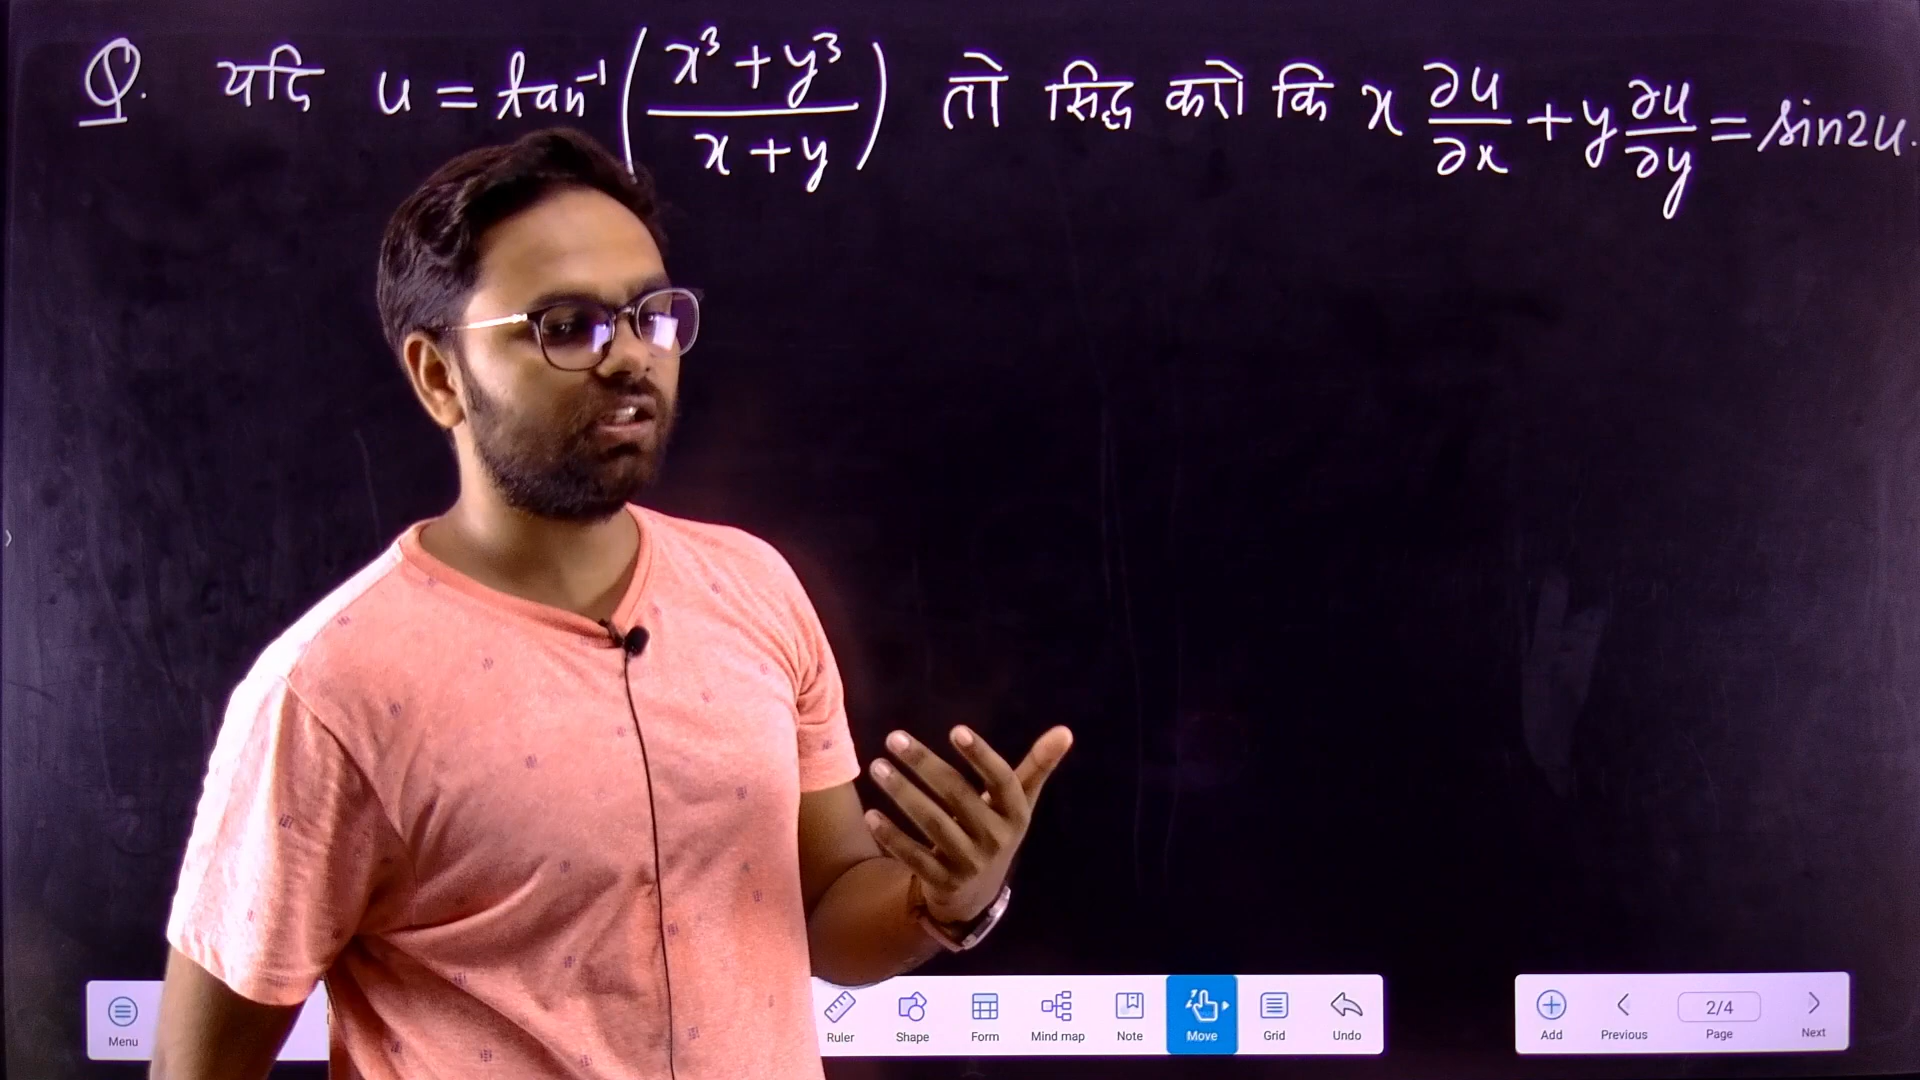 Q. यदि u = tan⁻¹((x³+y³)/(x+y)) तो सिद्ध करो कि x ∂u/∂x + y ∂u/∂y = sin2u.
Menu Ruler Shape Form Mind map Note Move Grid Undo Add Previous 2/4 Page Next